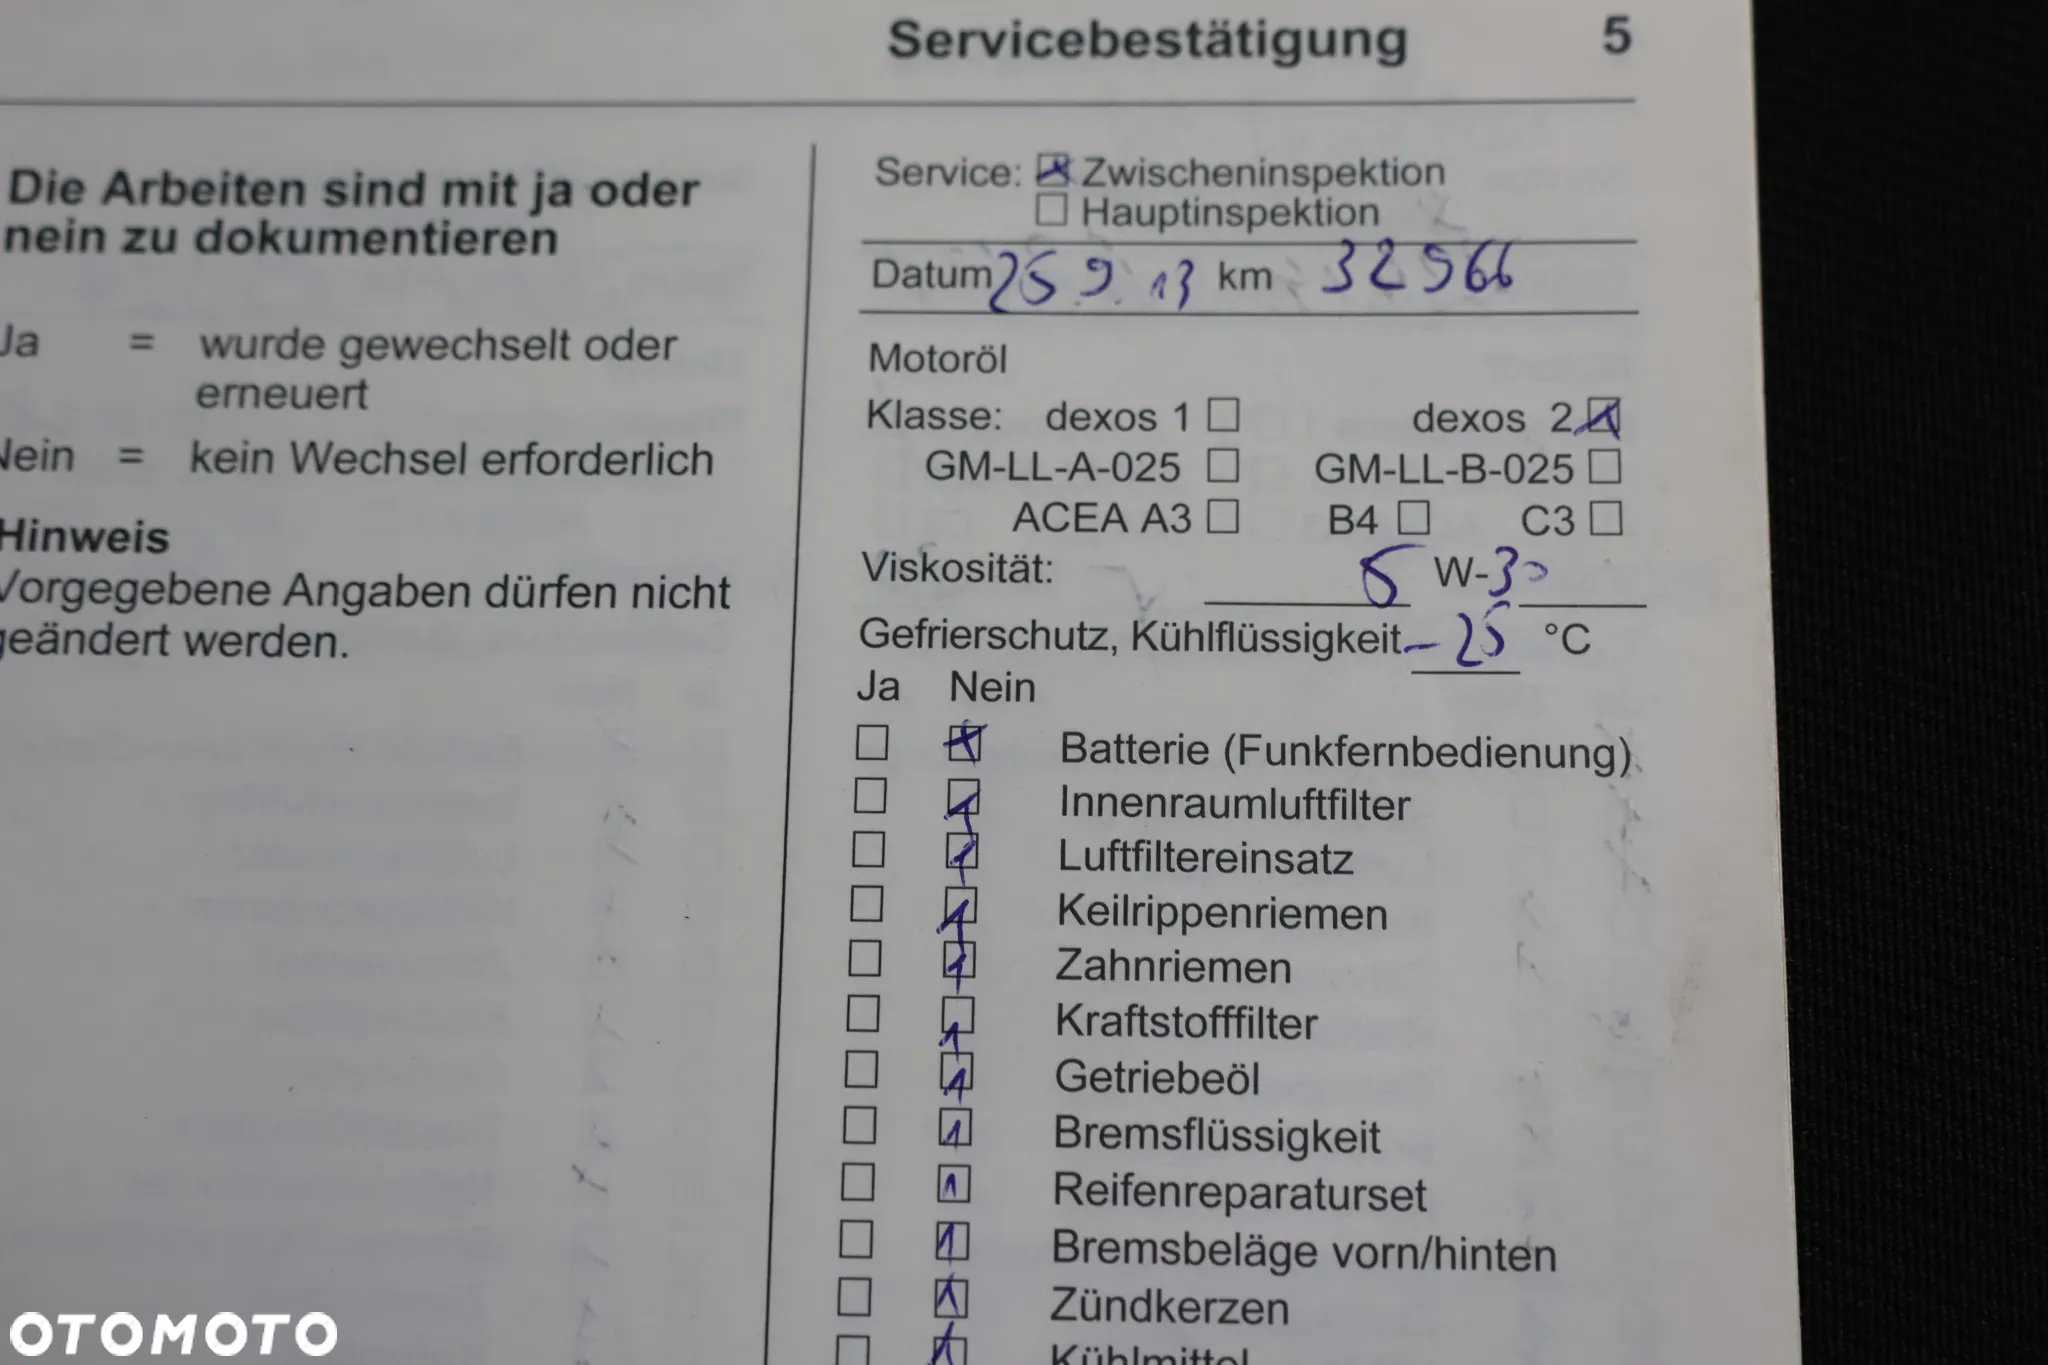 Servicebestätigung 5
Die Arbeiten sind mit ja oder
nein zu dokumentieren
Ja = wurde gewechselt oder
erneuert
Nein = kein Wechsel erforderlich
Hinweis
Vorgegebene Angaben dürfen nicht
geändert werden.
Service: Zwischeninspektion
Hauptinspektion
Datum 25.9.13 km 32966
Motoröl
Klasse: dexos 1 dexos 2
GM-LL-A-025 GM-LL-B-025
ACEA A3 B4 C3
Viskosität: 5 W-30
Gefrierschutz, Kühlflüssigkeit -25 °C
Ja Nein
Batterie (Funkfernbedienung)
Innenraumluftfilter
Luftfiltereinsatz
Keilrippenriemen
Zahnriemen
Kraftstofffilter
Getriebeöl
Bremsflüssigkeit
Reifenreparaturset
Bremsbeläge vorn/hinten
Zündkerzen
Kühlmittel
OTOMOTO